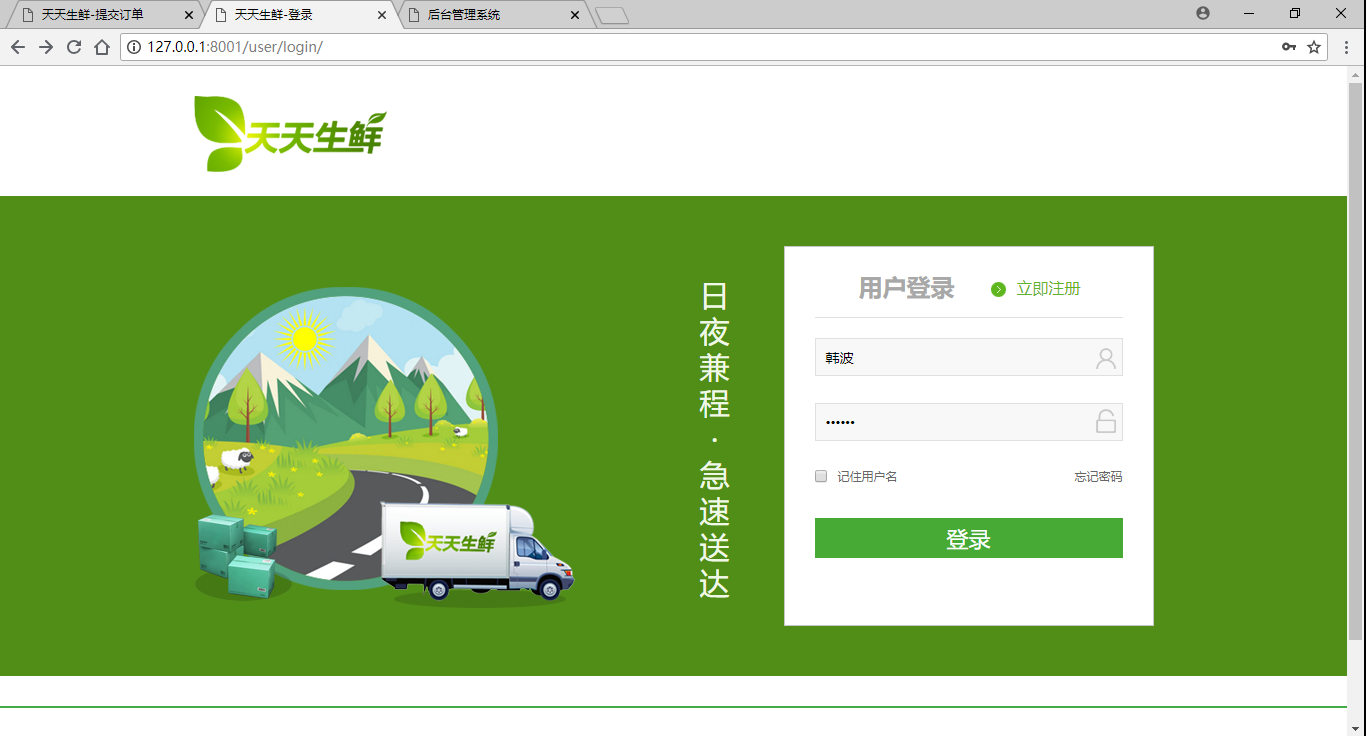 天天生鲜-提交订单
天天生鲜-登录
后台管理系统
127.0.0.1:8001/user/login/
天天生鲜
日夜兼程·急速送达
天天生鲜
用户登录
立即注册
韩波
••••••
记住用户名
忘记密码
登录